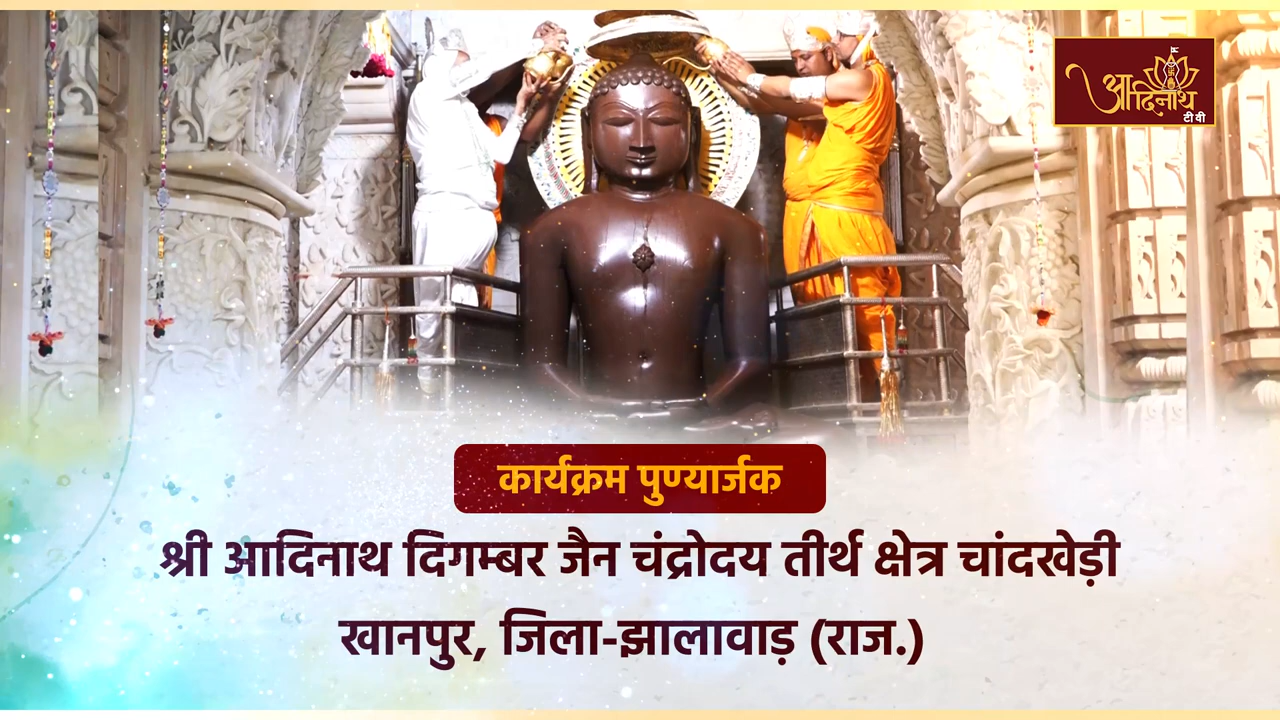 आदिनाथ
टीवी
कार्यक्रम पुण्यार्जक
श्री आदिनाथ दिगम्बर जैन चंद्रोदय तीर्थ क्षेत्र चांदखेड़ी
खानपुर, जिला-झालावाड़ (राज.)